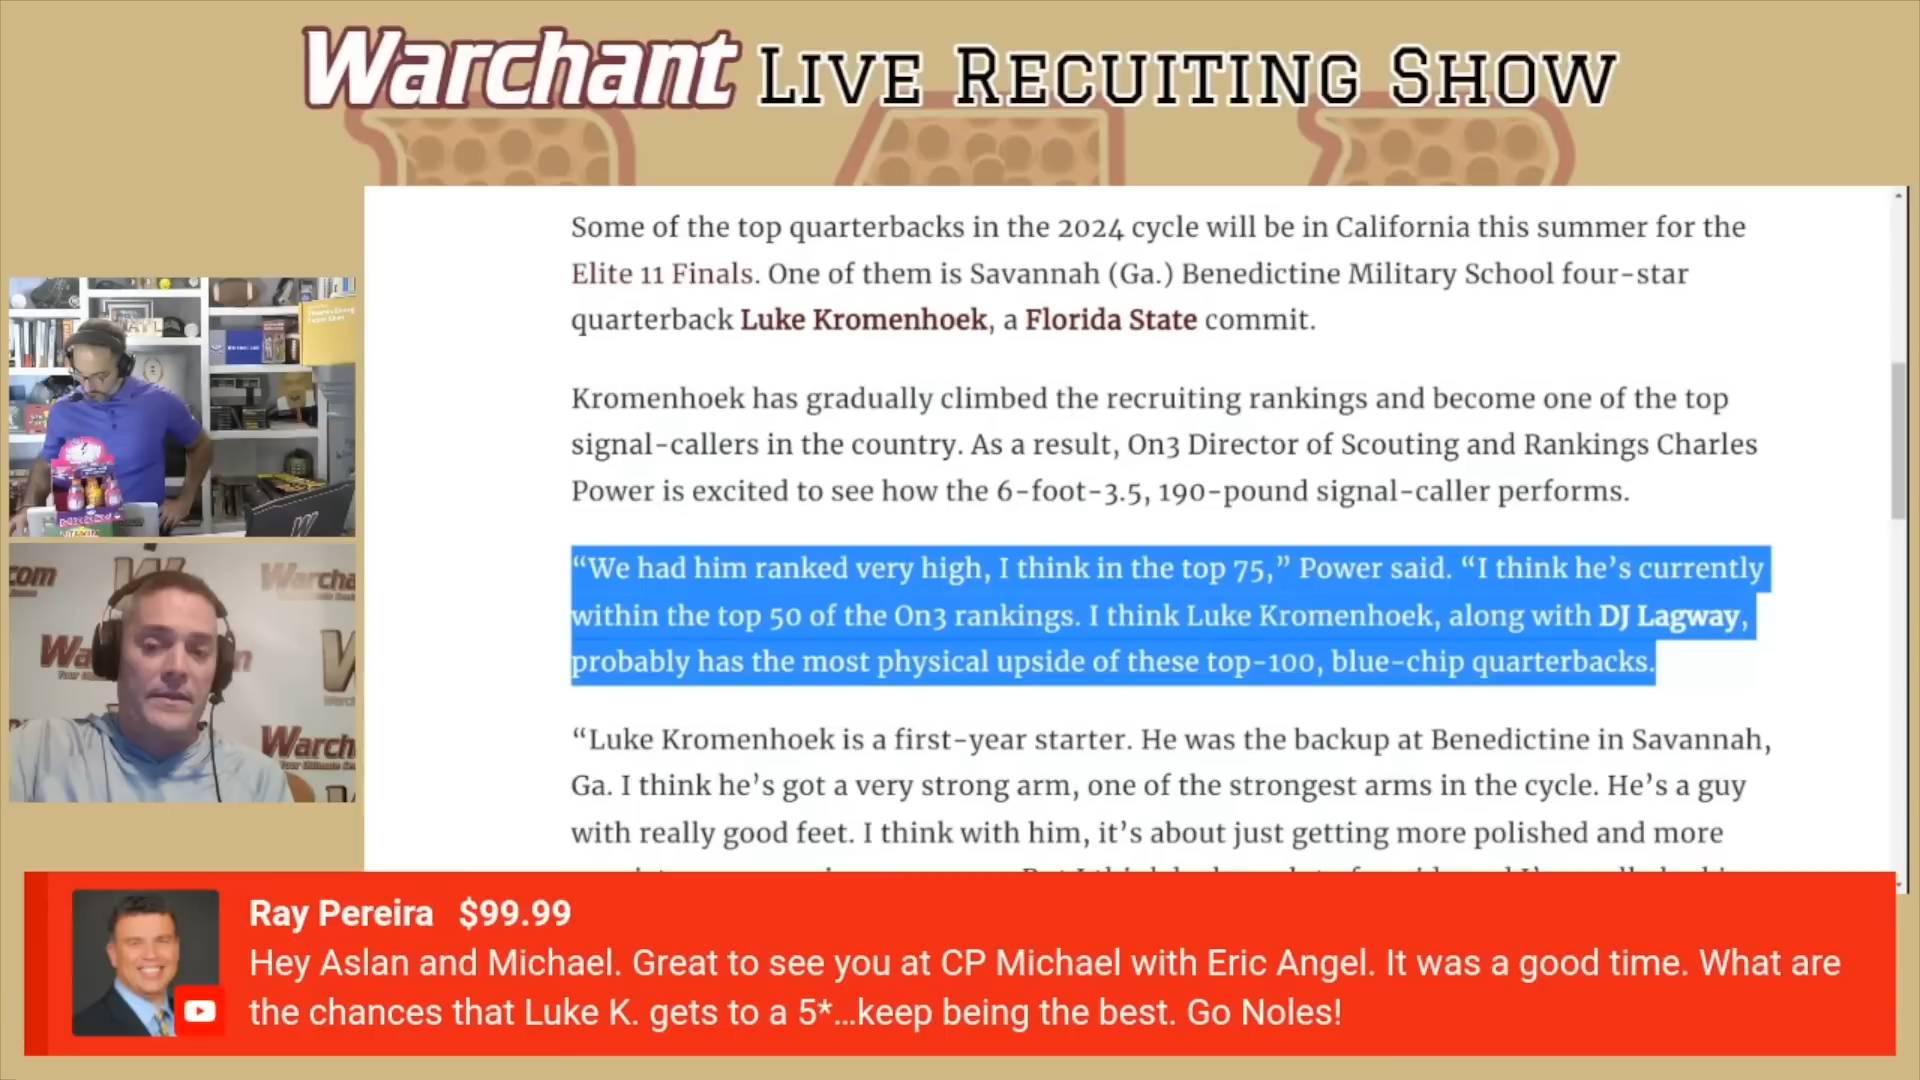 Warchant LIVE RECUITING SHOW
Some of the top quarterbacks in the 2024 cycle will be in California this summer for the
Elite 11 Finals. One of them is Savannah (Ga.) Benedictine Military School four-star
quarterback Luke Kromenhoek, a Florida State commit.
Kromenhoek has gradually climbed the recruiting rankings and become one of the top
signal-callers in the country. As a result, On3 Director of Scouting and Rankings Charles
Power is excited to see how the 6-foot-3.5, 190-pound signal-caller performs.
“We had him ranked very high, I think in the top 75,” Power said. “I think he’s currently
within the top 50 of the On3 rankings. I think Luke Kromenhoek, along with DJ Lagway,
probably has the most physical upside of these top-100, blue-chip quarterbacks.
“Luke Kromenhoek is a first-year starter. He was the backup at Benedictine in Savannah,
Ga. I think he’s got a very strong arm, one of the strongest arms in the cycle. He’s a guy
with really good feet. I think with him, it’s about just getting more polished and more
.com
Warcha
Wa
Warch
Ray Pereira $99.99
Hey Aslan and Michael. Great to see you at CP Michael with Eric Angel. It was a good time. What are
the chances that Luke K. gets to a 5*...keep being the best. Go Noles!